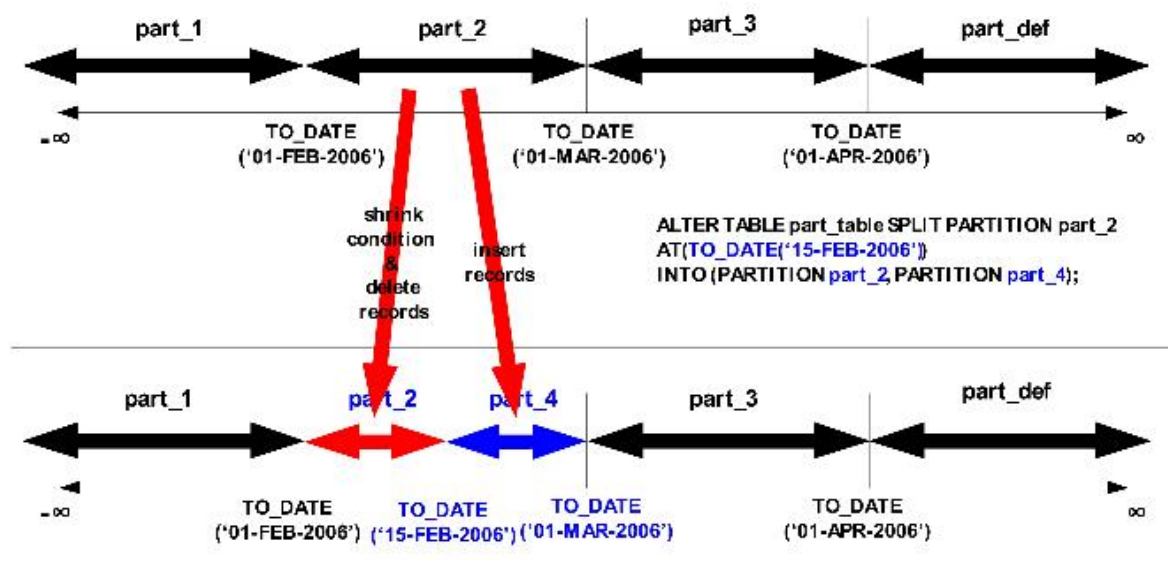 part_1 part_2 part_3 part_def
-∞ TO_DATE TO_DATE TO_DATE ∞
('01-FEB-2006') ('01-MAR-2006') ('01-APR-2006')
shrink
condition
&
delete
records
insert
records
ALTER TABLE part_table SPLIT PARTITION part_2
AT(TO_DATE('15-FEB-2006'))
INTO (PARTITION part_2, PARTITION part_4);
part_1 part_2 part_4 part_3 part_def
-∞ TO_DATE TO_DATE TO_DATE TO_DATE ∞
('01-FEB-2006') ('15-FEB-2006') ('01-MAR-2006') ('01-APR-2006')